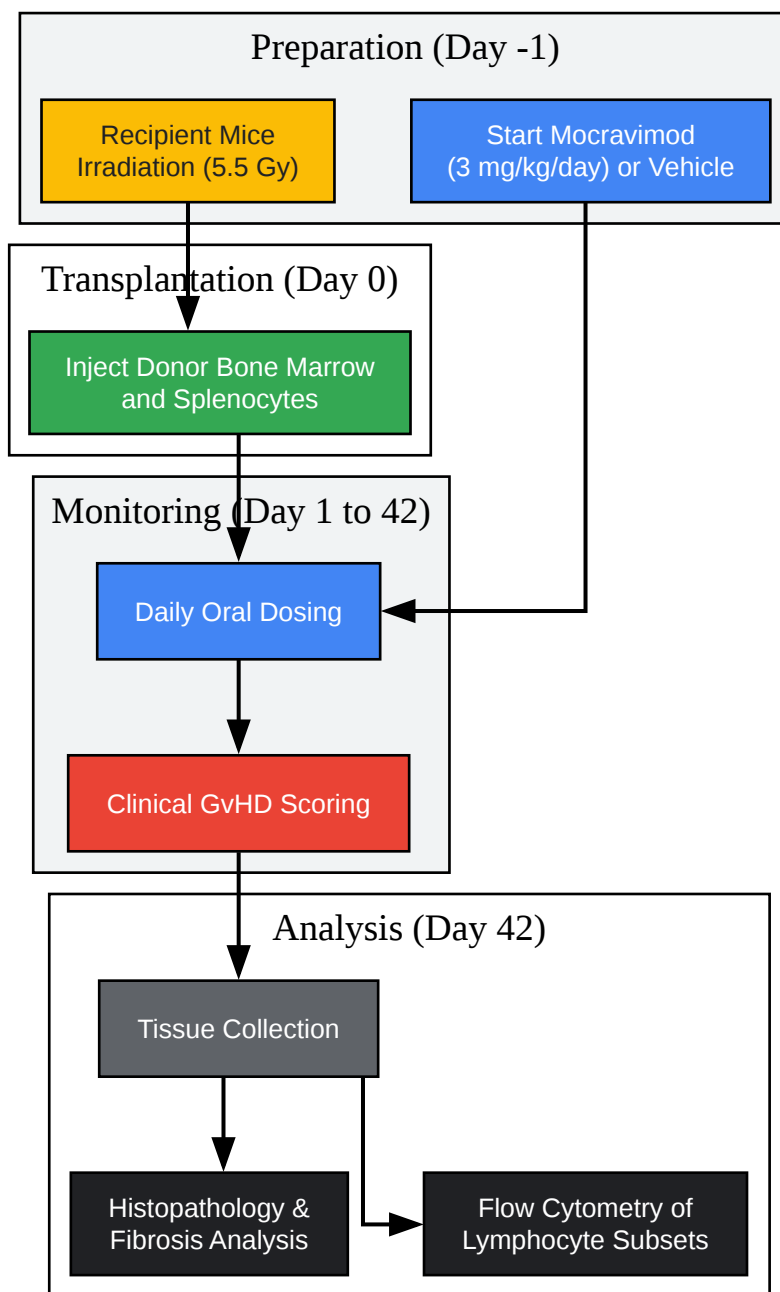 Preparation (Day -1)
Recipient Mice
Irradiation (5.5 Gy)
Start Mocravimod
(3 mg/kg/day) or Vehicle
Transplantation (Day 0)
Inject Donor Bone Marrow
and Splenocytes
Monitoring (Day 1 to 42)
Daily Oral Dosing
Clinical GvHD Scoring
Analysis (Day 42)
Tissue Collection
Histopathology &
Fibrosis Analysis
Flow Cytometry of
Lymphocyte Subsets